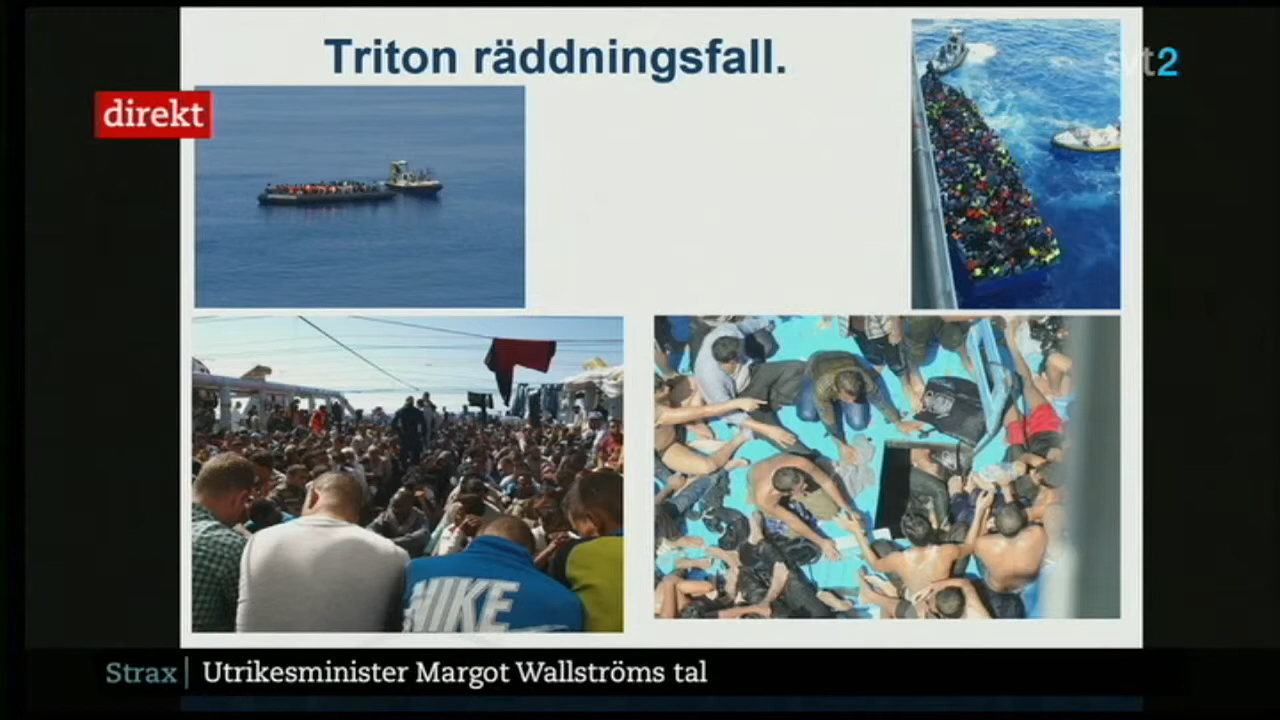 Triton räddningsfall.
svt2
direkt
NIKE
Strax
Utrikesminister Margot Wallströms tal